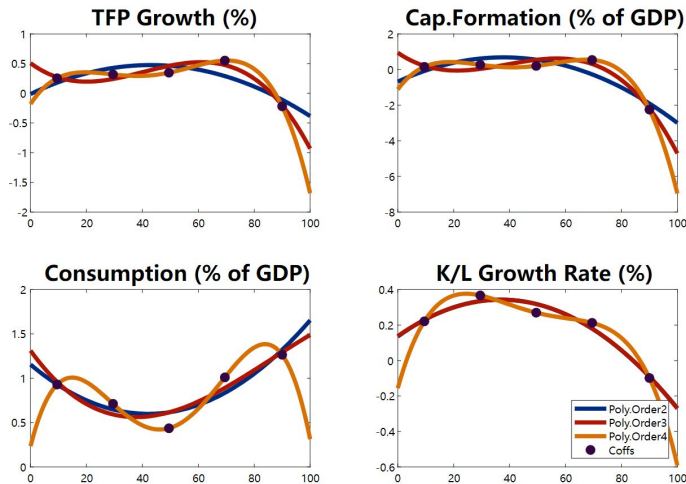 TFP Growth (%)
1
0.5
0
-0.5
-1
-1.5
-2
0 20 40 60 80 100
Cap.Formation (% of GDP)
2
0
-2
-4
-6
-8
0 20 40 60 80 100
Consumption (% of GDP)
2
1.5
1
0.5
0
0 20 40 60 80 100
K/L Growth Rate (%)
0.4
0.2
0
-0.2
-0.4
-0.6
0 20 40 60 80 100
Poly.Order2
Poly.Order3
Poly.Order4
Coffs